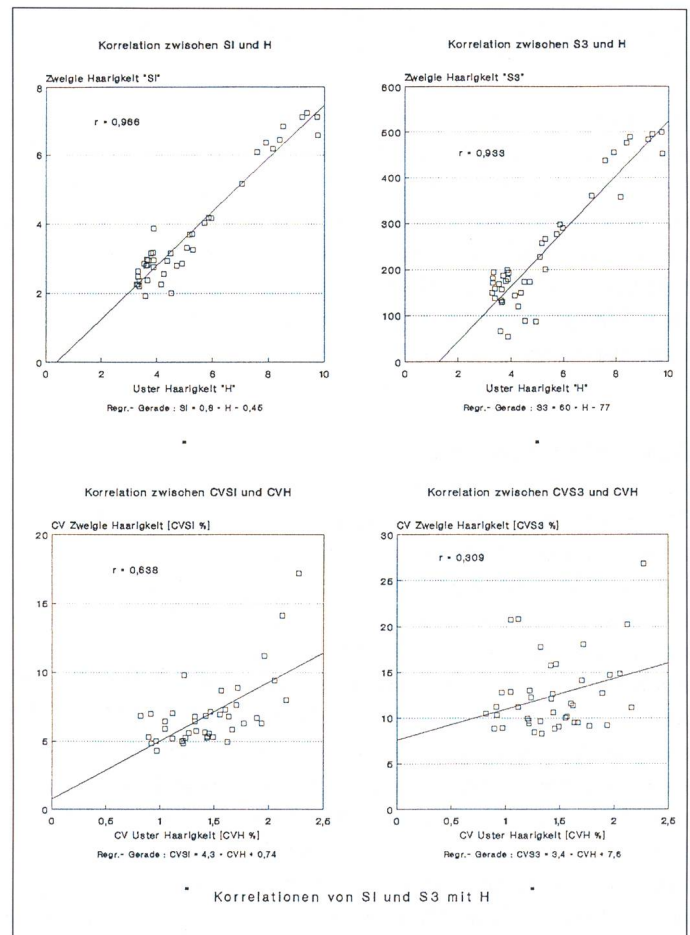 Korrelation zwischen SI und H
Zweigle Haarigkeit "SI"
r = 0,966
8
6
4
2
0
0 2 4 6 8 10
Uster Haarigkeit "H"
Regr.- Gerade : SI = 0,8 * H - 0,45
Korrelation zwischen S3 und H
Zweigle Haarigkeit "S3"
r = 0,933
600
500
400
300
200
100
0
0 2 4 6 8 10
Uster Haarigkeit "H"
Regr.- Gerade : S3 = 60 * H - 77
Korrelation zwischen CVSI und CVH
CV Zweigle Haarigkeit [CVSI %]
r = 0,638
20
15
10
5
0
0 0,5 1 1,5 2 2,5
CV Uster Haarigkeit [CVH %]
Regr.- Gerade : CVSI = 4,3 * CVH + 0,74
Korrelation zwischen CVS3 und CVH
CV Zweigle Haarigkeit [CVS3 %]
r = 0,309
30
25
20
15
10
5
0
0 0,5 1 1,5 2 2,5
CV Uster Haarigkeit [CVH %]
Regr.- Gerade : CVS3 = 3,4 * CVH + 7,6
Korrelationen von SI und S3 mit H